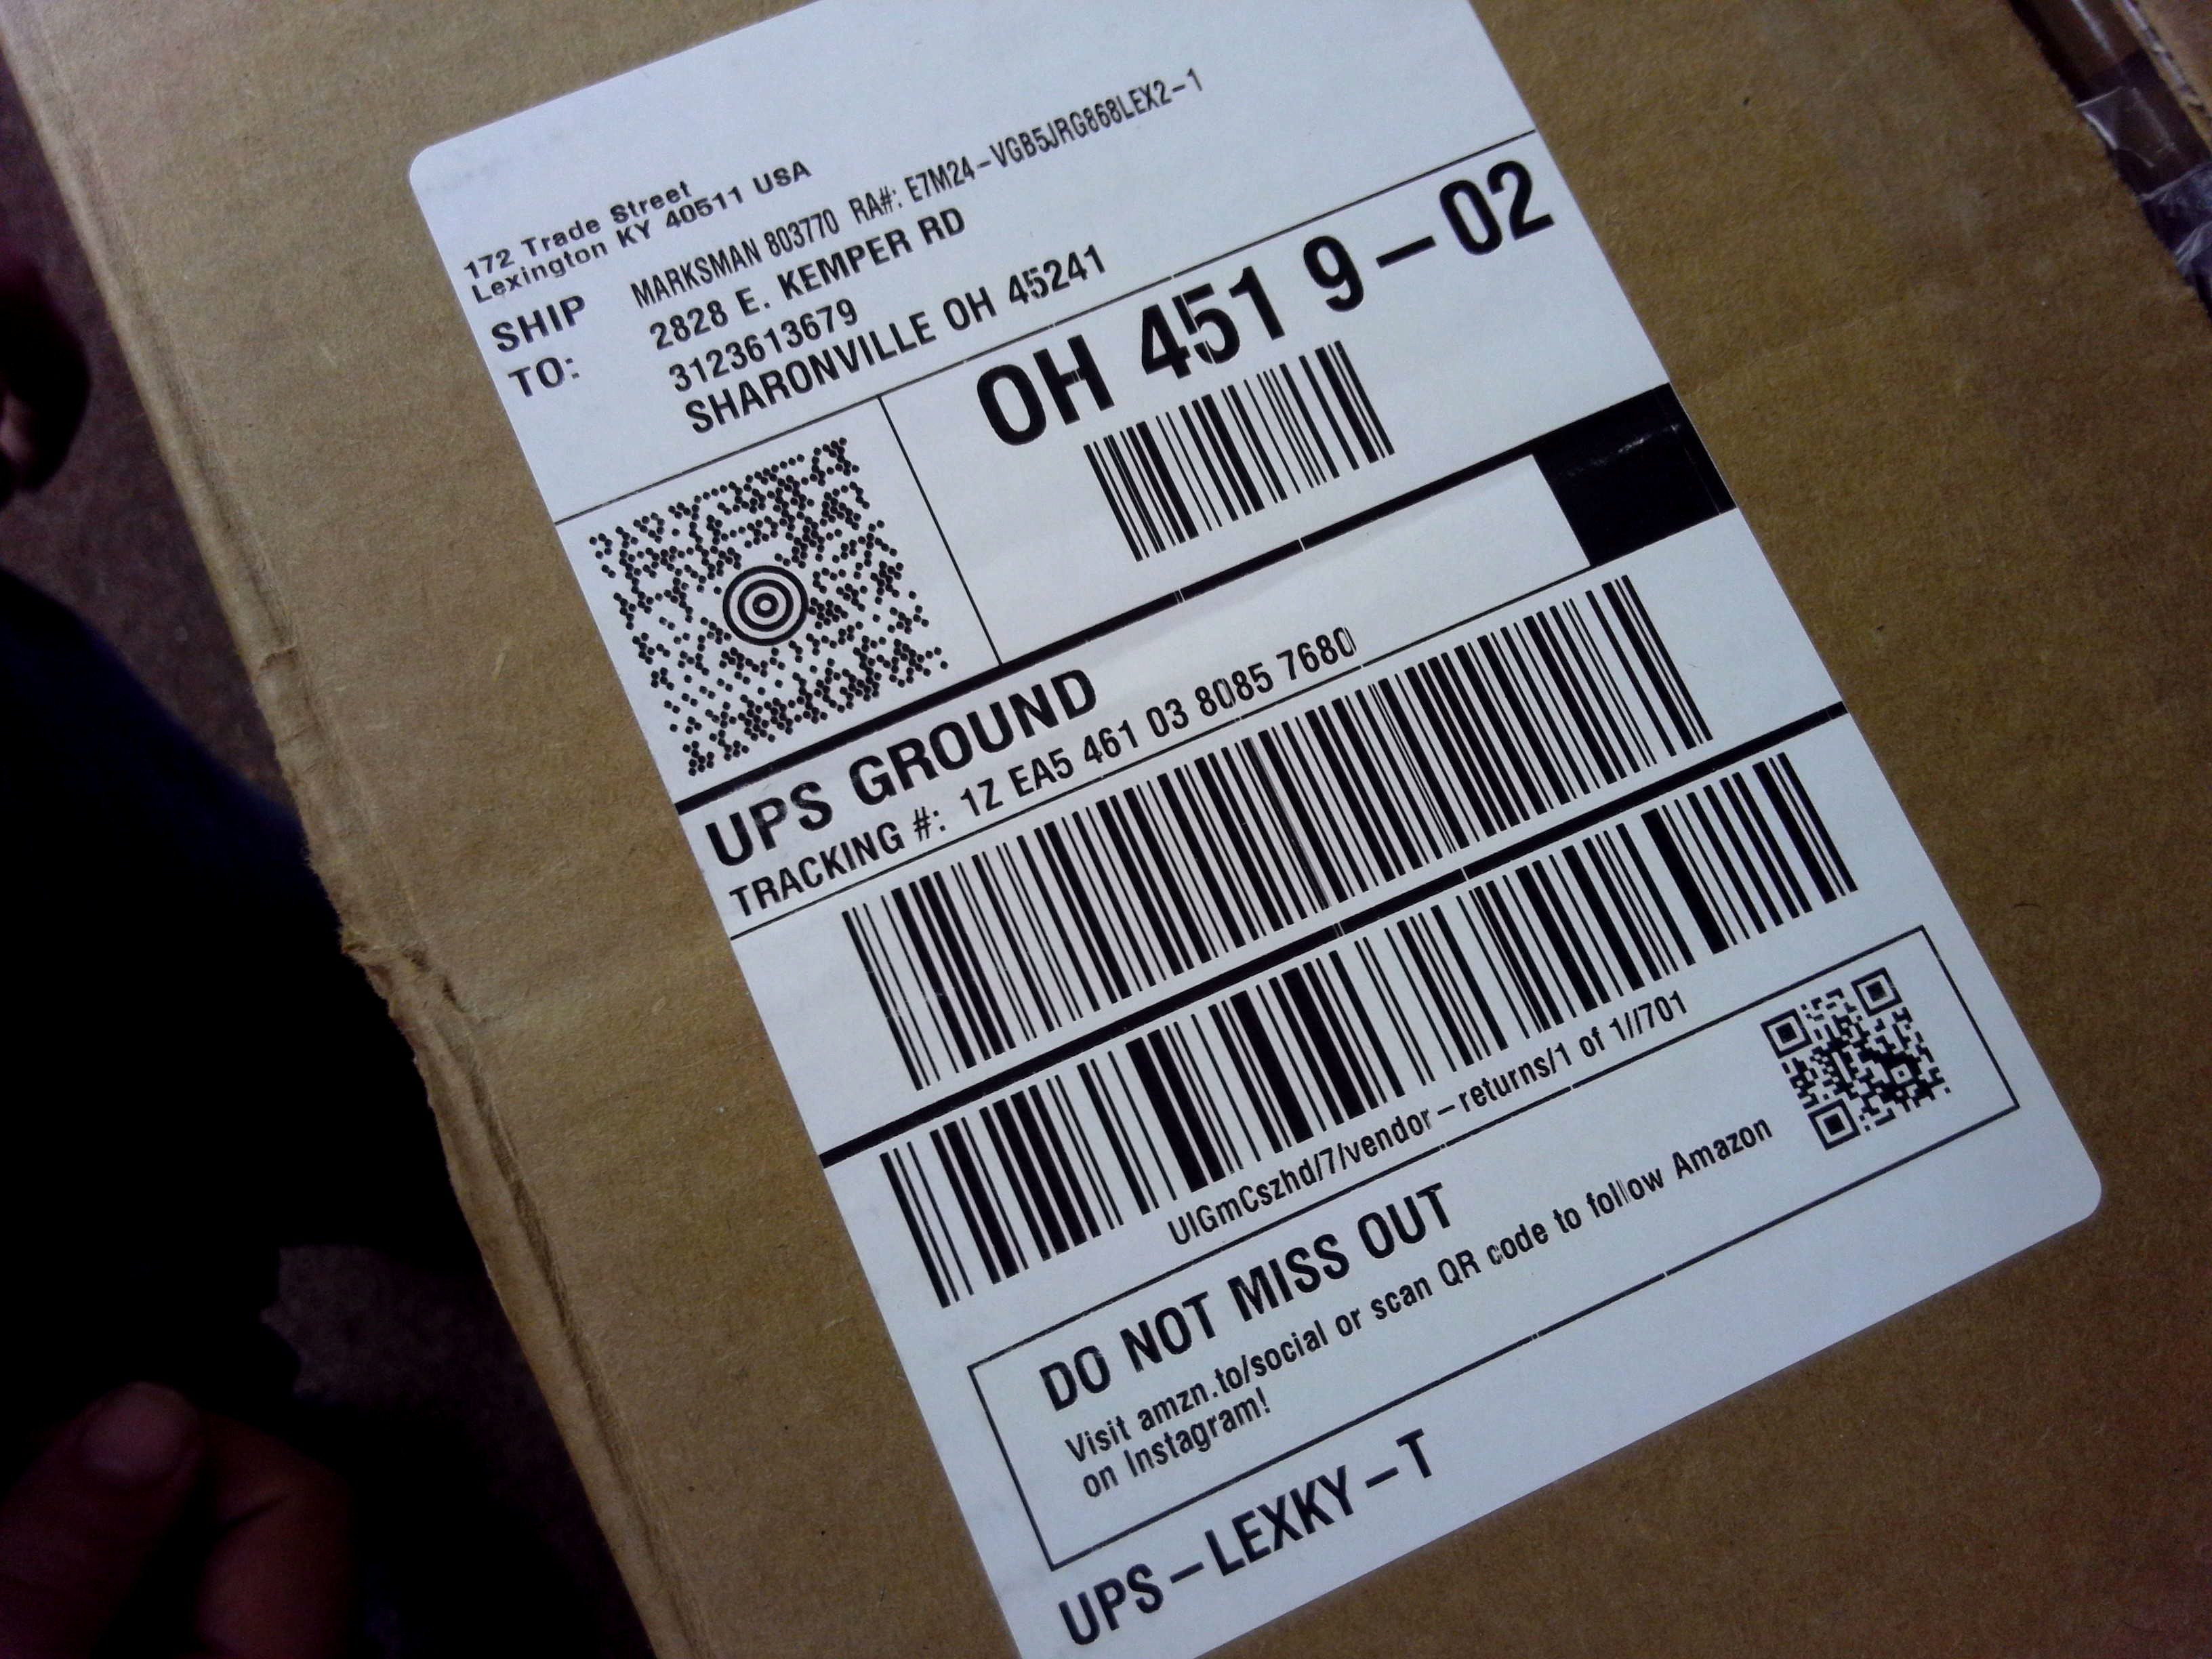 172 Trade Street
Lexington KY 40511 USA
SHIP TO:
MARKSMAN 803770 RA#: E7M24-VGB5JRG868LEX2-1
2828 E. KEMPER RD
3123613679
SHARONVILLE OH 45241
OH 451 9-02
UPS GROUND
TRACKING #: 1Z EA5 461 03 8085 7680
UIGmCszhd/7/vendor-returns/1 of 1//701
DO NOT MISS OUT
Visit amzn.to/social or scan QR code to follow Amazon
on Instagram!
UPS-LEXKY-T